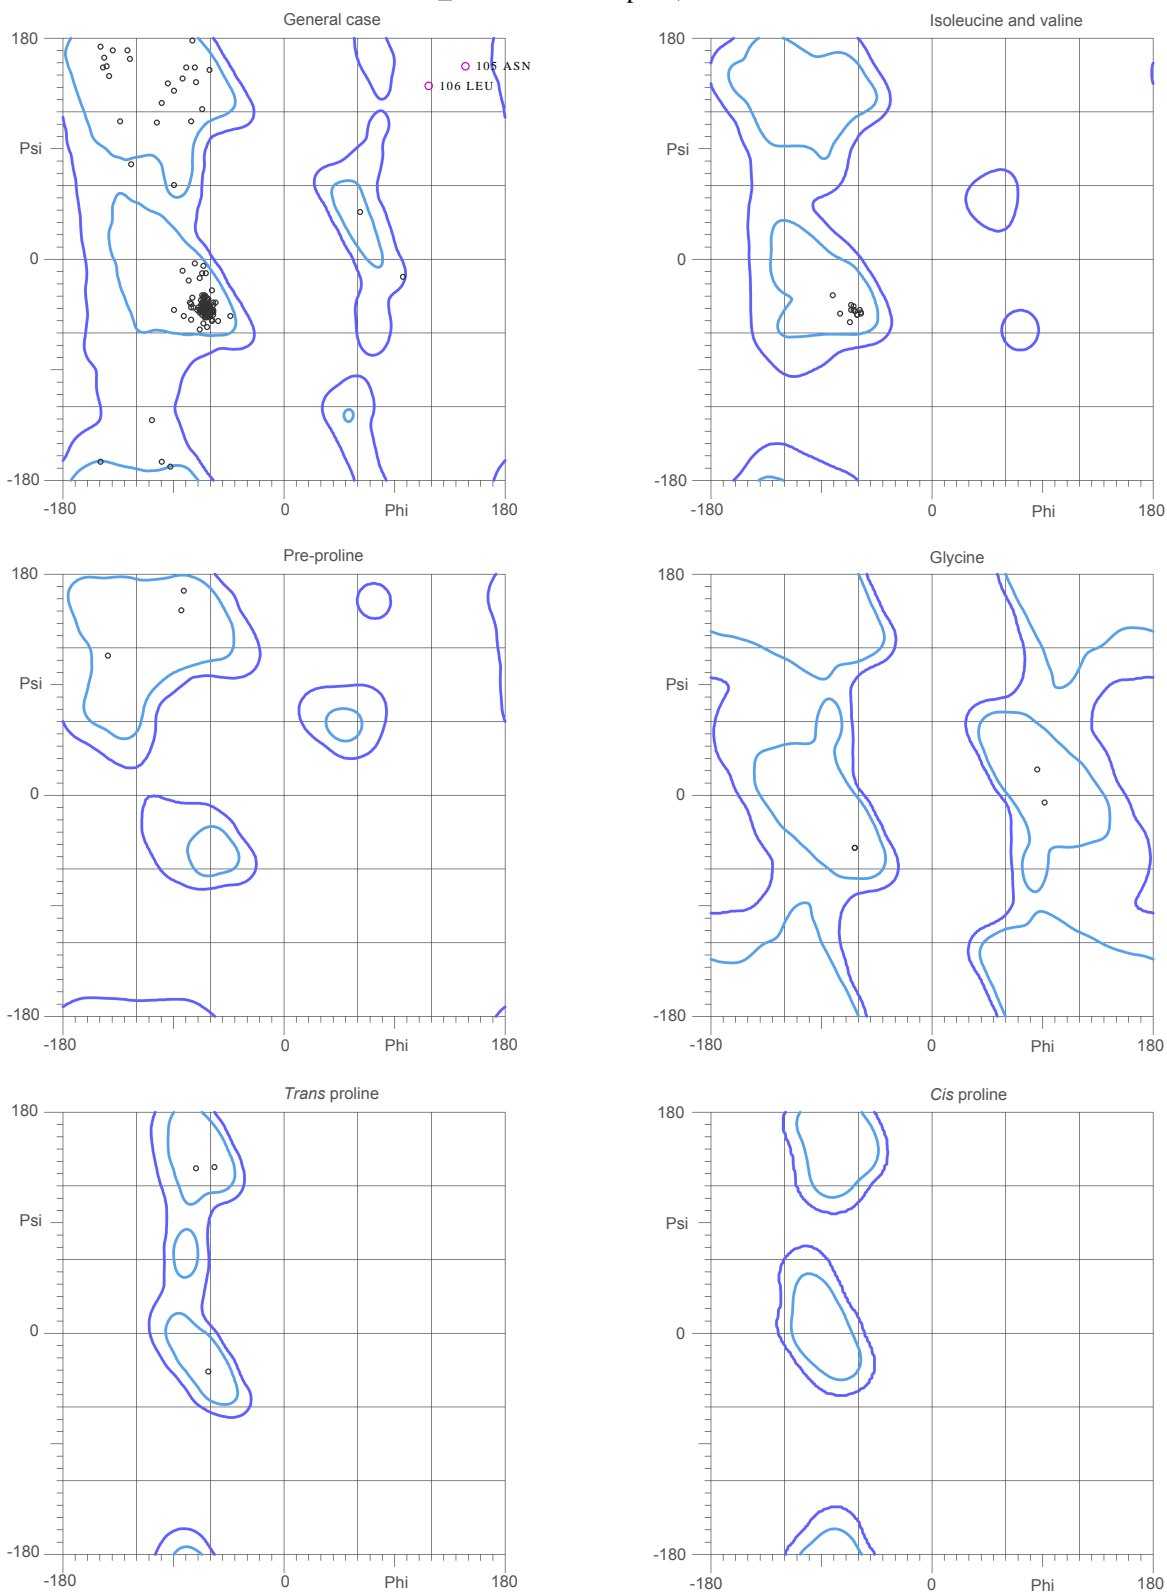 General case
Isoleucine and valine
180
105 ASN
106 LEU
Psi
0
-180
-180
0
Phi
180
180
Psi
0
-180
-180
0
Phi
180
Pre-proline
Glycine
180
Psi
0
-180
-180
0
Phi
180
180
Psi
0
-180
-180
0
Phi
180
Trans proline
Cis proline
180
Psi
0
-180
-180
0
Phi
180
180
Psi
0
-180
-180
0
Phi
180